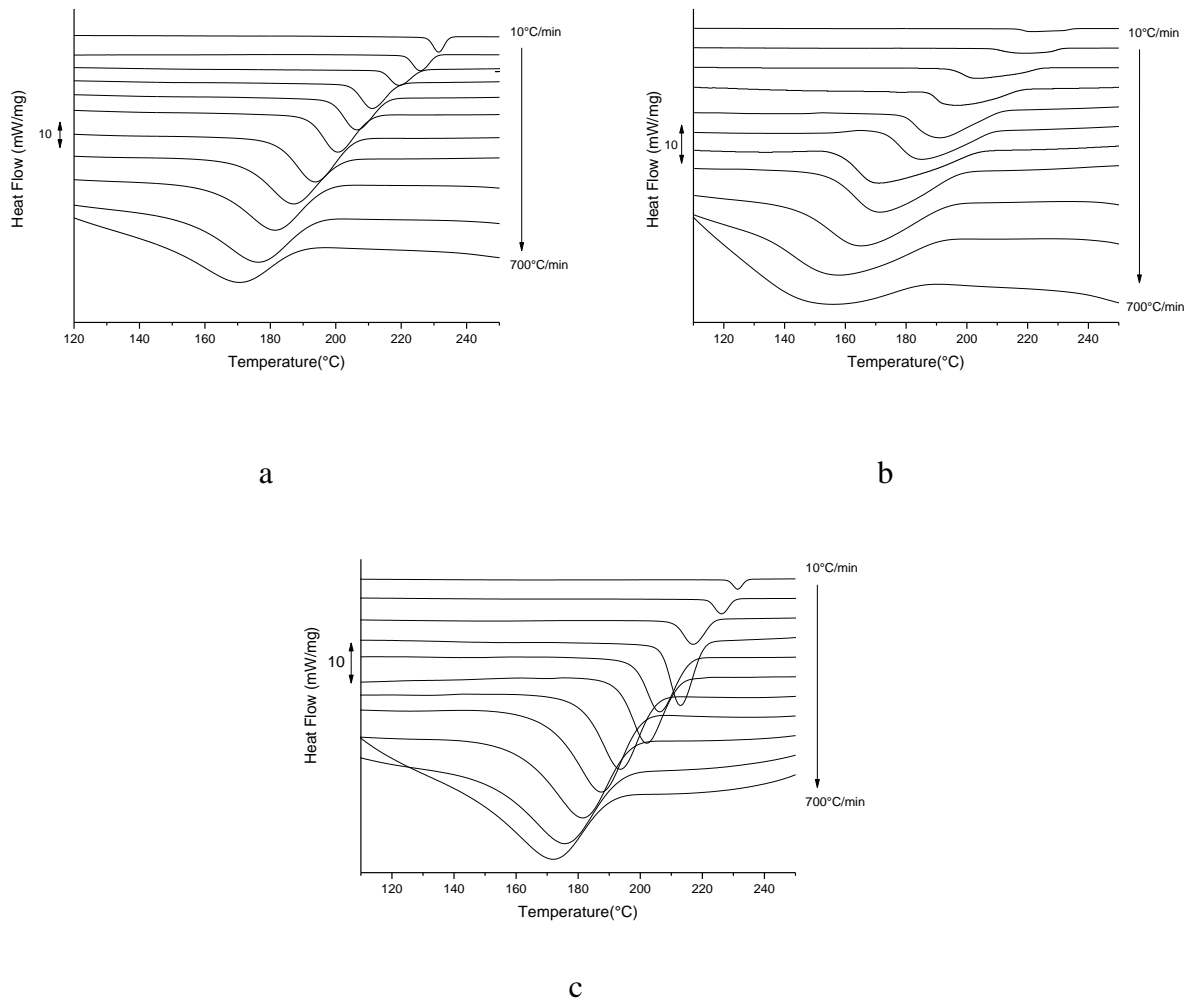 10°C/min
Heat Flow (mW/mg)
10
700°C/min
120 140 160 180 200 220 240
Temperature(°C)
a
10°C/min
Heat Flow (mW/mg)
10
700°C/min
120 140 160 180 200 220 240
Temperature(°C)
b
10°C/min
Heat Flow (mW/mg)
10
700°C/min
120 140 160 180 200 220 240
Temperature(°C)
c